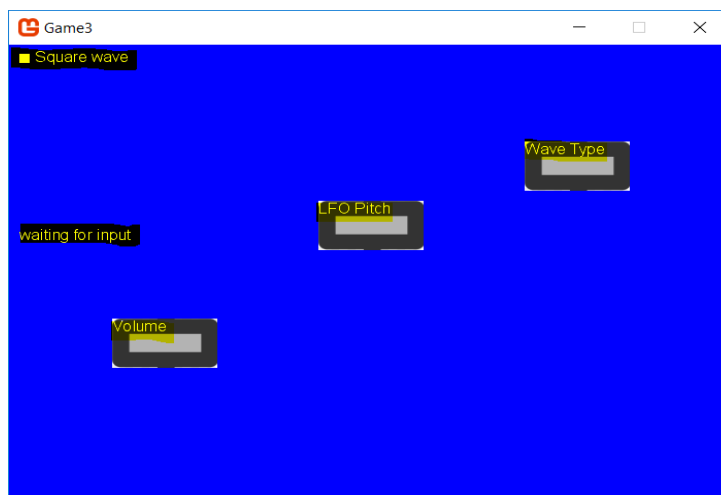 Game3
Square wave
Wave Type
LFO Pitch
waiting for input
Volume